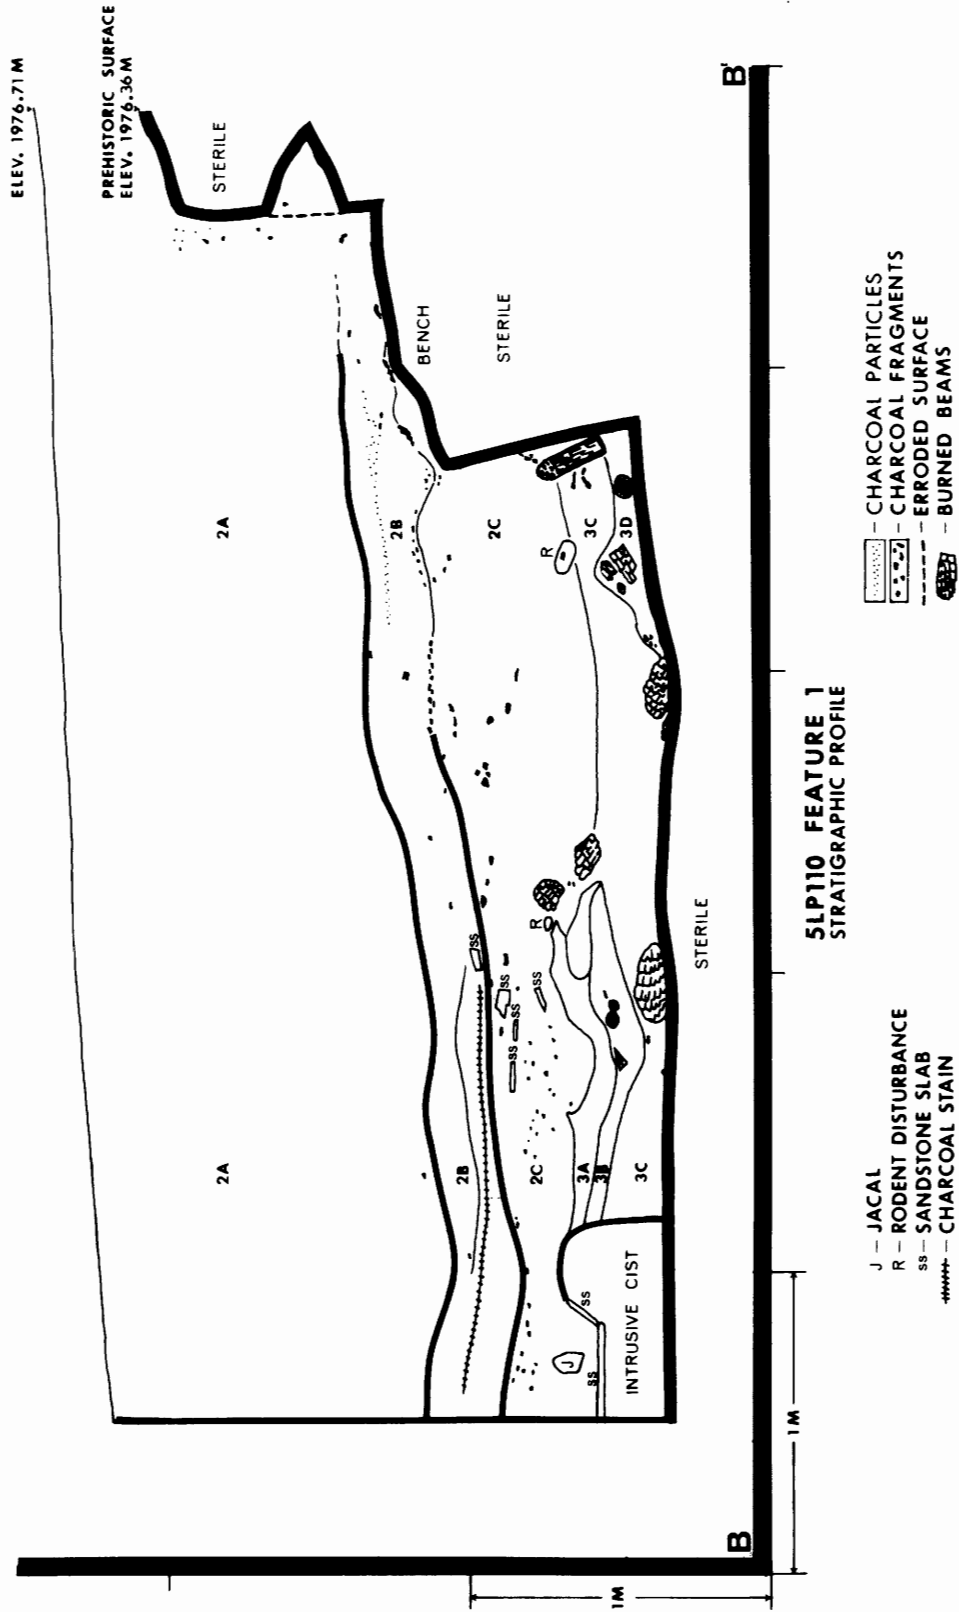 ELEV. 1976.71 M
PREHISTORIC SURFACE
ELEV. 1976.36 M
STERILE
2A
2A
BENCH
STERILE
2B
2B
2C
2C
R
3C
3D
R
SS
SS
SS
SS
SS
3A
3B
3C
J
SS
SS
INTRUSIVE CIST
STERILE
B
B'
1M
1M
5LP110 FEATURE 1
STRATIGRAPHIC PROFILE
J – JACAL
R – RODENT DISTURBANCE
SS – SANDSTONE SLAB
– CHARCOAL STAIN
– CHARCOAL PARTICLES
– CHARCOAL FRAGMENTS
– ERRODED SURFACE
– BURNED BEAMS